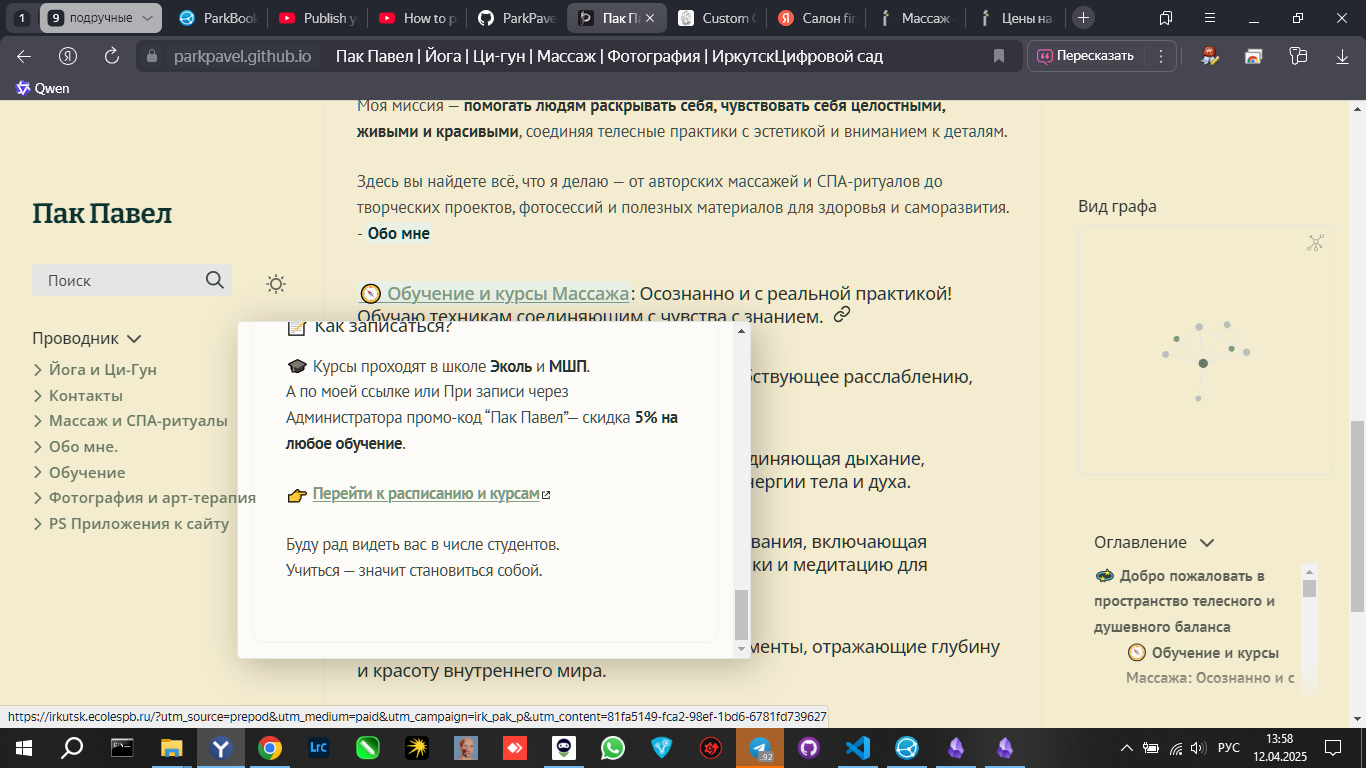 1
9 подручные
ParkBook
Publish y
How to p
ParkPave
Пак П
Custom C
Салон fir
Массаж -
Цены на
parkpavel.github.io
Пак Павел | Йога | Ци-гун | Массаж | Фотография | ИркутскЦифровой сад
Пересказать
Qwen
Пак Павел
Поиск
Проводник
Йога и Ци-Гун
Контакты
Массаж и СПА-ритуалы
Обо мне.
Обучение
Фотография и арт-терапия
PS Приложения к сайту
Моя миссия — помогать людям раскрывать себя, чувствовать себя целостными,
живыми и красивыми, соединяя телесные практики с эстетикой и вниманием к деталям.
Здесь вы найдете всё, что я делаю — от авторских массажей и СПА-ритуалов до
творческих проектов, фотосессий и полезных материалов для здоровья и саморазвития.
- Обо мне
Обучение и курсы Массажа: Осознанно и с реальной практикой!
Обучаю техникам соединяющим с чувства с знанием.
Как записаться?
Курсы проходят в школе Эколь и МШП.
А по моей ссылке или При записи через
Администратора промо-код “Пак Павел”— скидка 5% на
любое обучение.
Перейти к расписанию и курсам
Буду рад видеть вас в числе студентов.
Учиться — значит становиться собой.
бствующее расслаблению,
диняющая дыхание,
нергии тела и духа.
вания, включающая
ки и медитацию для
менты, отражающие глубину
и красоту внутреннего мира.
Вид графа
Оглавление
Добро пожаловать в
пространство телесного и
душевного баланса
Обучение и курсы
Массажа: Осознанно и с
https://irkutsk.ecolespb.ru/?utm_source=prepod&utm_medium=paid&utm_campaign=irk_pak_p&utm_content=81fa5149-fca2-98ef-1bd6-6781fd739627
Lrc
92
РУС
13:58
12.04.2025